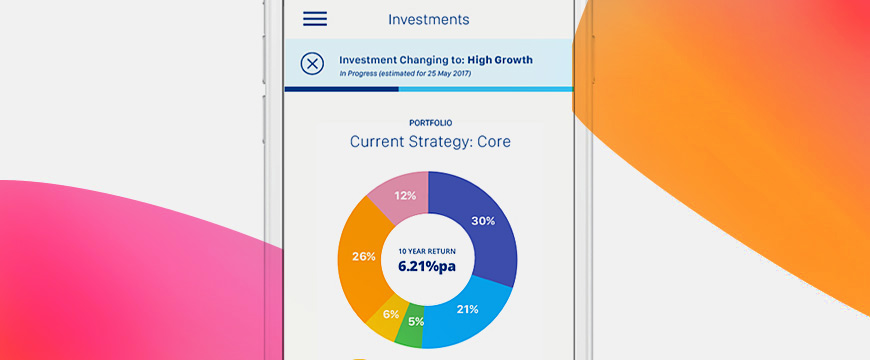 Investments
Investment Changing to: High Growth
In Progress (estimated for 25 May 2017)
PORTFOLIO
Current Strategy: Core
12%
30%
10 YEAR RETURN
6.21%pa
26%
21%
6%
5%